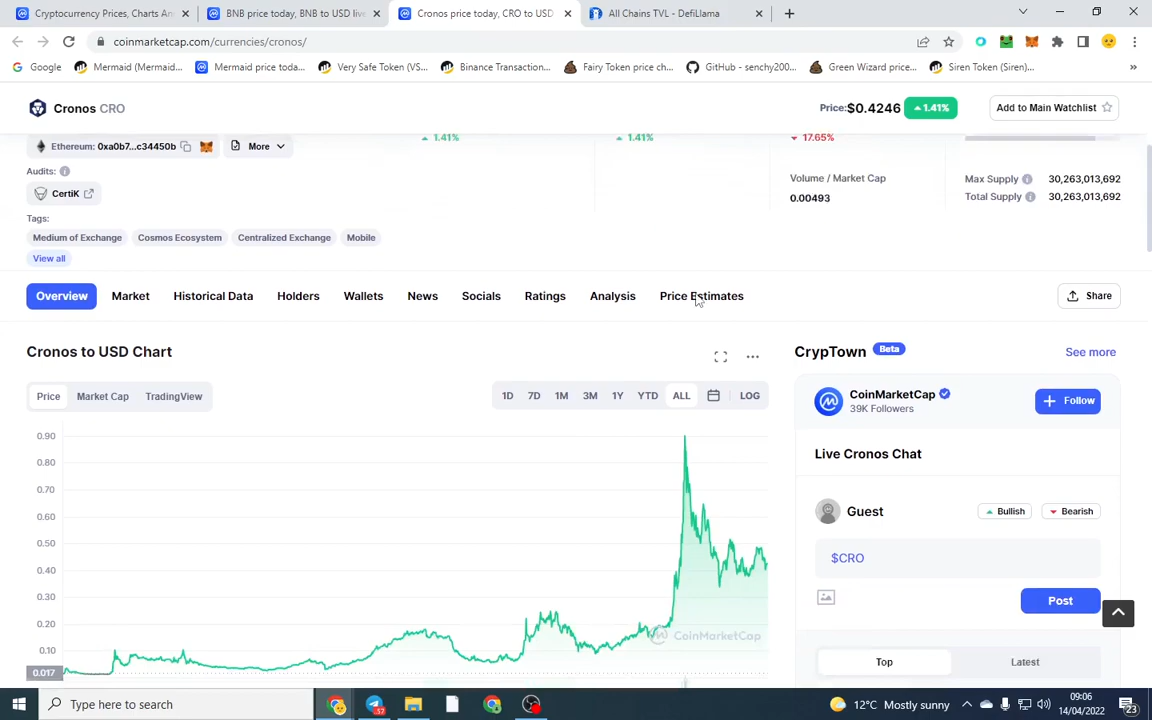 Cryptocurrency Prices, Charts An
BNB price today, BNB to USD live
Cronos price today, CRO to USD
All Chains TVL - DefiLlama
coinmarketcap.com/currencies/cronos/
Google
Mermaid (Mermaid...
Mermaid price toda...
Very Safe Token (VS...
Binance Transaction...
Fairy Token price ch...
GitHub - senchy200...
Green Wizard price...
Siren Token (Siren)...
»
Cronos CRO
Price: $0.4246 1.41%
Add to Main Watchlist
Ethereum: 0xa0b7...c34450b
More
1.41%
1.41%
17.65%
Audits:
CertiK
Volume / Market Cap
0.00493
Max Supply 30,263,013,692
Total Supply 30,263,013,692
Tags:
Medium of Exchange
Cosmos Ecosystem
Centralized Exchange
Mobile
View all
Overview
Market
Historical Data
Holders
Wallets
News
Socials
Ratings
Analysis
Price Estimates
Share
Cronos to USD Chart
CrypTown Beta
See more
Price
Market Cap
TradingView
1D
7D
1M
3M
1Y
YTD
ALL
LOG
CoinMarketCap
39K Followers
Follow
0.90
0.80
0.70
0.60
0.50
0.40
0.30
0.20
0.10
0.017
CoinMarketCap
Live Cronos Chat
Guest
Bullish
Bearish
$CRO
Post
Top
Latest
Type here to search
12°C Mostly sunny
09:06
14/04/2022
23